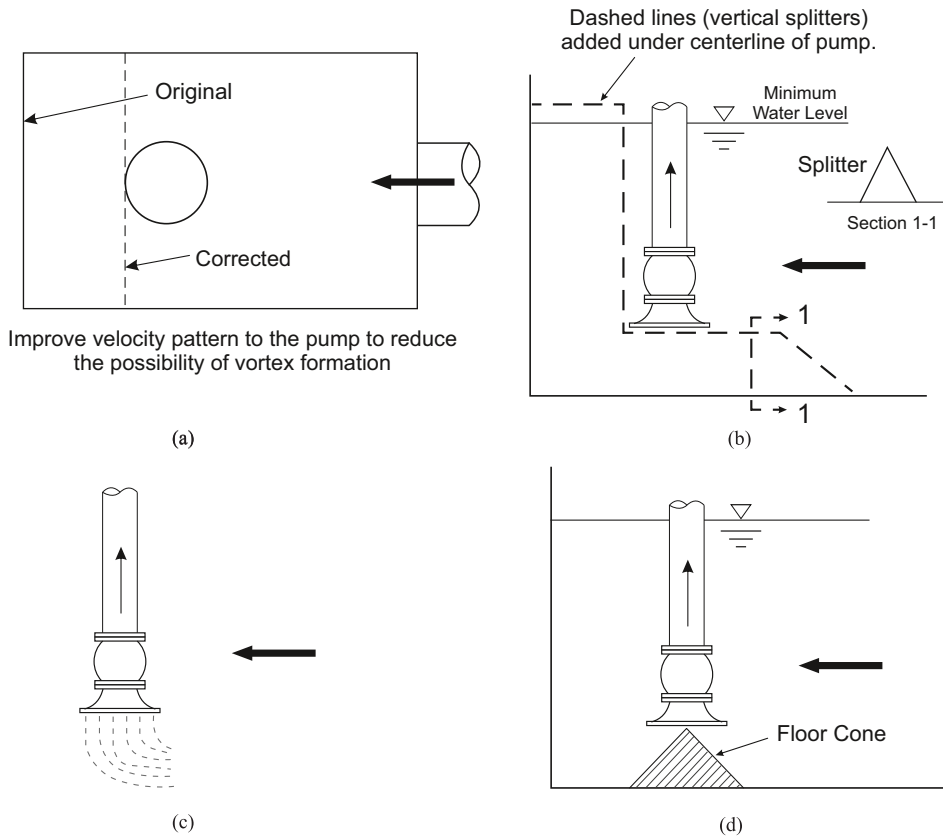 Original
Corrected
Improve velocity pattern to the pump to reduce
the possibility of vortex formation
(a)
Dashed lines (vertical splitters)
added under centerline of pump.
Minimum
Water Level
Splitter
Section 1-1
1
1
(b)
(c)
Floor Cone
(d)